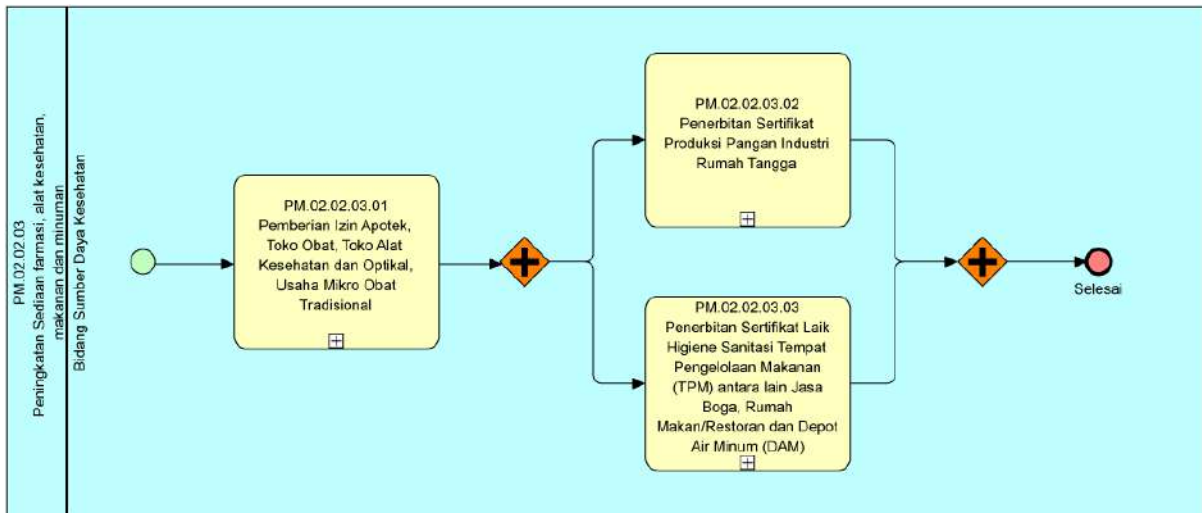 PM.02.02.03
Peningkatan Sediaan farmasi, alat kesehatan,
makanan dan minuman
Bidang Sumber Daya Kesehatan
PM.02.02.03.01
Pemberian Izin Apotek,
Toko Obat, Toko Alat
Kesehatan dan Optikal,
Usaha Mikro Obat
Tradisional
PM.02.02.03.02
Penerbitan Sertifikat
Produksi Pangan Industri
Rumah Tangga
PM.02.02.03.03
Penerbitan Sertifikat Laik
Higiene Sanitasi Tempat
Pengelolaan Makanan
(TPM) antara lain Jasa
Boga, Rumah
Makan/Restoran dan Depot
Air Minum (DAM)
Selesai